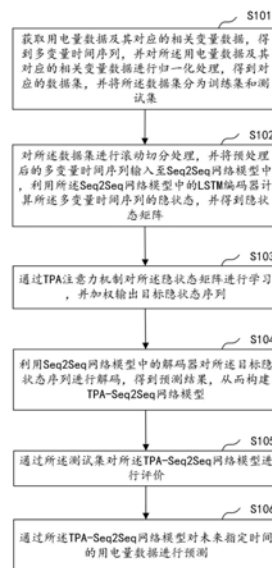 S101
获取用电量数据及其对应的相关变量数据，得
到多变量时间序列，并对所述用电量数据及其
对应的相关变量数据进行归一化处理，得到对
应的数据集，并将所述数据集分为训练集和测
试集
S102
对所述数据集进行滚动切分处理，并将预处理
后的多变量时间序列输入至Seq2Seq网络模型中
，利用所述Seq2Seq网络模型中的LSTM编码器计
算所述多变量时间序列的隐状态，并得到隐状
态矩阵
S103
通过TPA注意力机制对所述隐状态矩阵进行学习
，并加权输出目标隐状态序列
S104
利用Seq2Seq网络模型中的解码器对所述目标隐
状态序列进行解码，得到预测结果，从而构建
TPA-Seq2Seq网络模型
S105
通过所述测试集对所述TPA-Seq2Seq网络模型进
行评价
S106
通过所述TPA-Seq2Seq网络模型对未来指定时间
的用电量数据进行预测